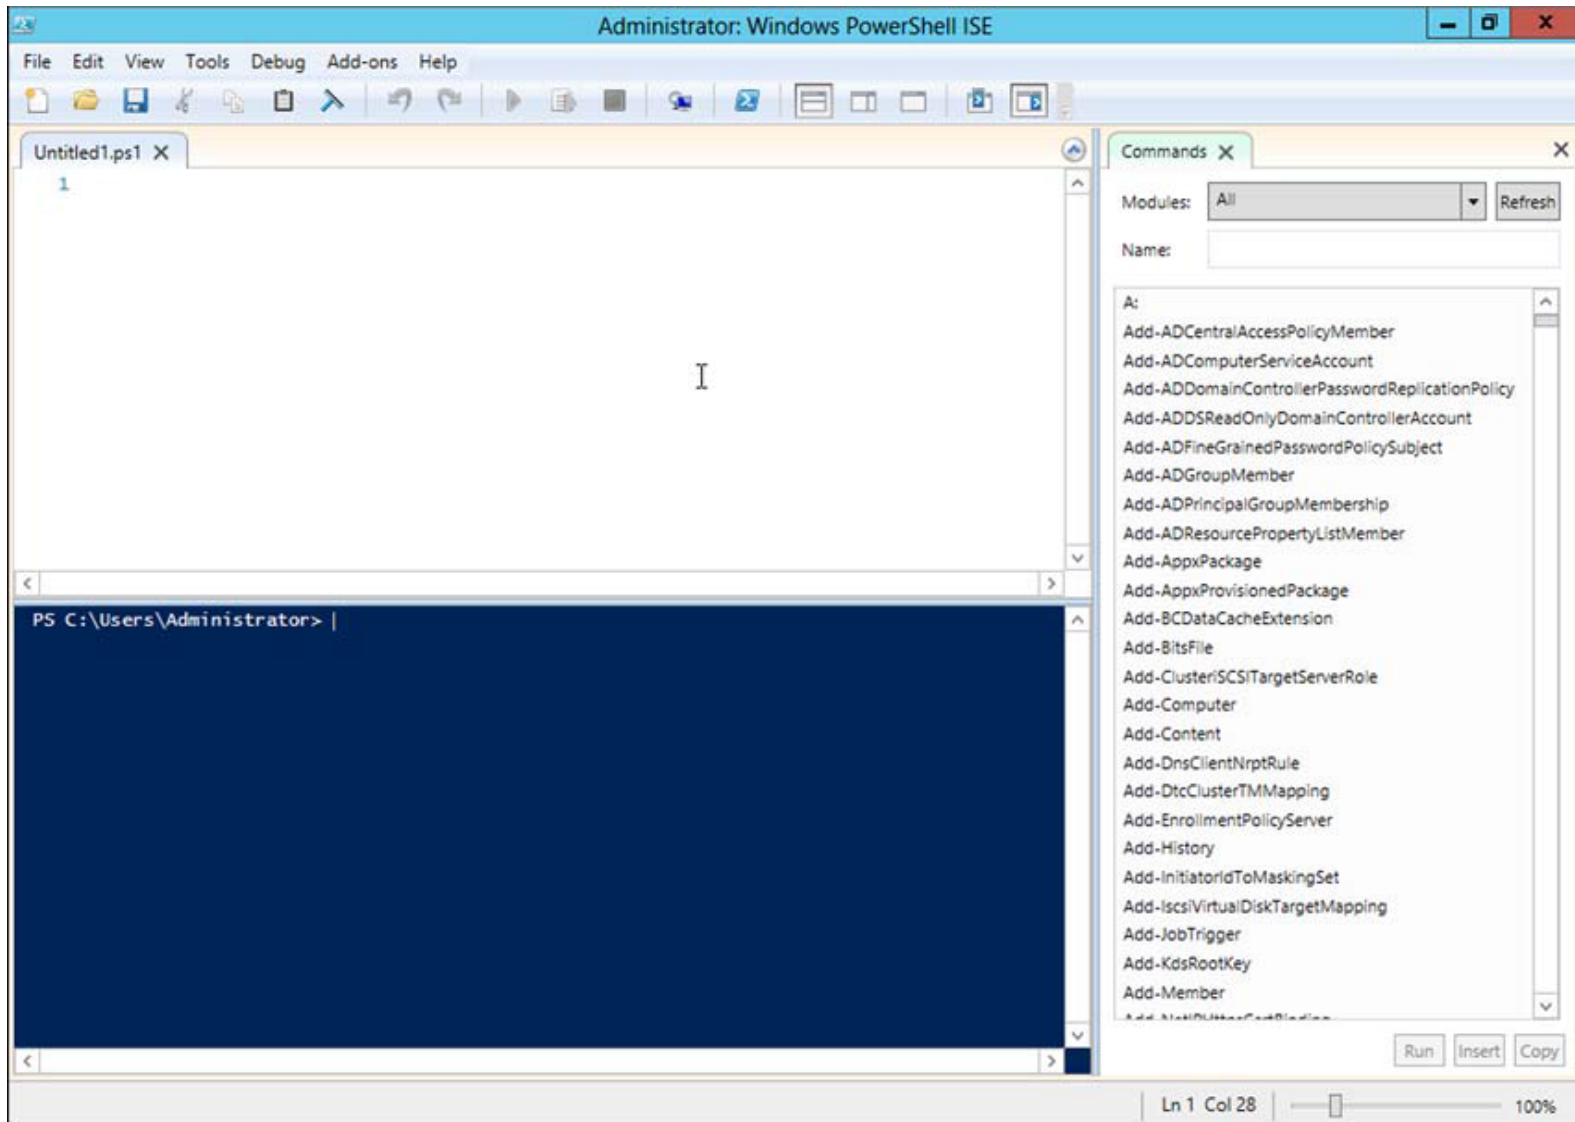 Administrator: Windows PowerShell ISE
File Edit View Tools Debug Add-ons Help
Untitled1.ps1
1
PS C:\Users\Administrator>
Commands
Modules: All Refresh
Name:
A:
Add-ADCentralAccessPolicyMember
Add-ADComputerServiceAccount
Add-ADDomainControllerPasswordReplicationPolicy
Add-ADDSReadOnlyDomainControllerAccount
Add-ADFineGrainedPasswordPolicySubject
Add-ADGroupMember
Add-ADPrincipalGroupMembership
Add-ADResourcePropertyListMember
Add-AppxPackage
Add-AppxProvisionedPackage
Add-BCDataCacheExtension
Add-BitsFile
Add-ClusteriSCSITargetServerRole
Add-Computer
Add-Content
Add-DnsClientNrptRule
Add-DtcClusterTMMapping
Add-EnrollmentPolicyServer
Add-History
Add-InitiatorIdToMaskingSet
Add-IscsiVirtualDiskTargetMapping
Add-JobTrigger
Add-KdsRootKey
Add-Member
Run Insert Copy
Ln 1 Col 28 100%